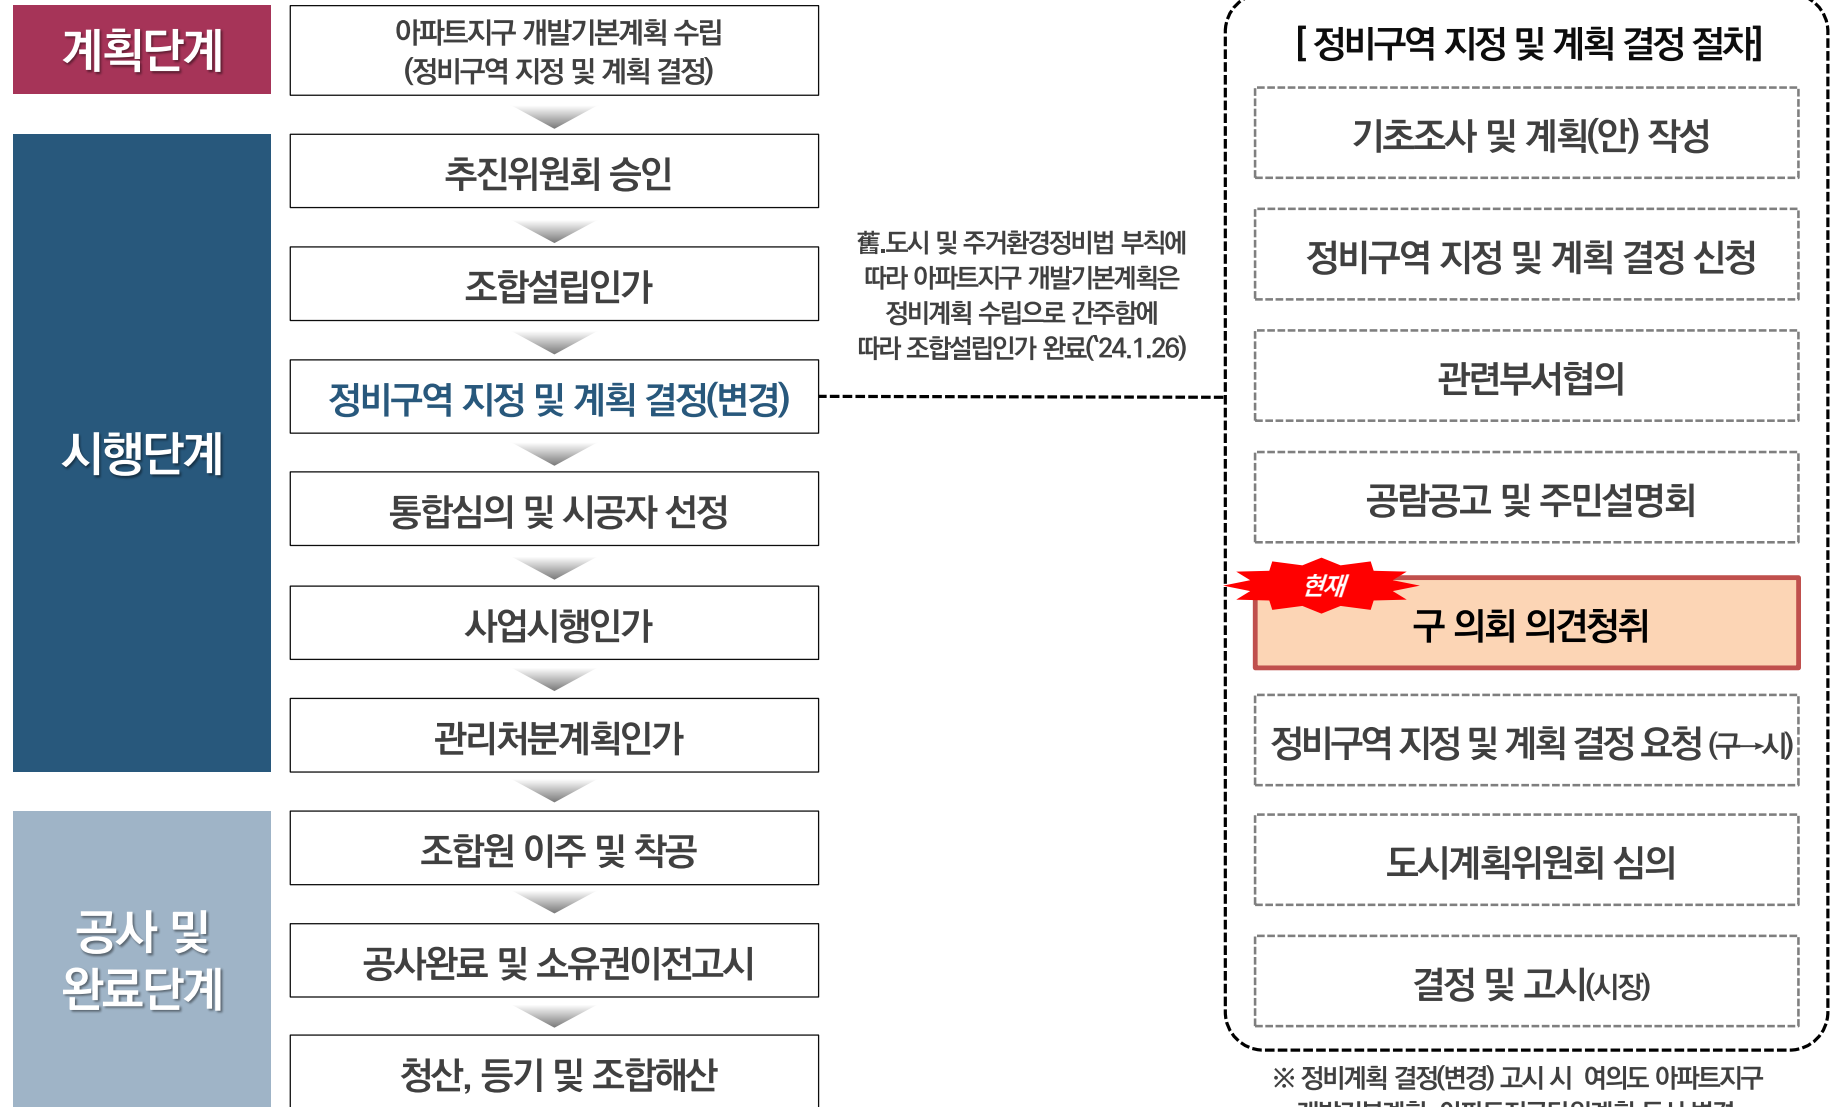 계획단계
아파트지구 개발기본계획 수립
(정비구역 지정 및 계획 결정)
시행단계
추진위원회 승인
조합설립인가
정비구역 지정 및 계획 결정(변경)
통합심의 및 시공자 선정
사업시행인가
관리처분계획인가
공사 및
완료단계
조합원 이주 및 착공
공사완료 및 소유권이전고시
청산, 등기 및 조합해산
舊.도시 및 주거환경정비법 부칙에
따라 아파트지구 개발기본계획은
정비계획 수립으로 간주함에
따라 조합설립인가 완료(‘24.1.26)
[ 정비구역 지정 및 계획 결정 절차]
기초조사 및 계획(안) 작성
정비구역 지정 및 계획 결정 신청
관련부서협의
공람공고 및 주민설명회
현재
구 의회 의견청취
정비구역 지정 및 계획 결정 요청 (구→시)
도시계획위원회 심의
결정 및 고시(시장)
※ 정비계획 결정(변경) 고시 시 여의도 아파트지구